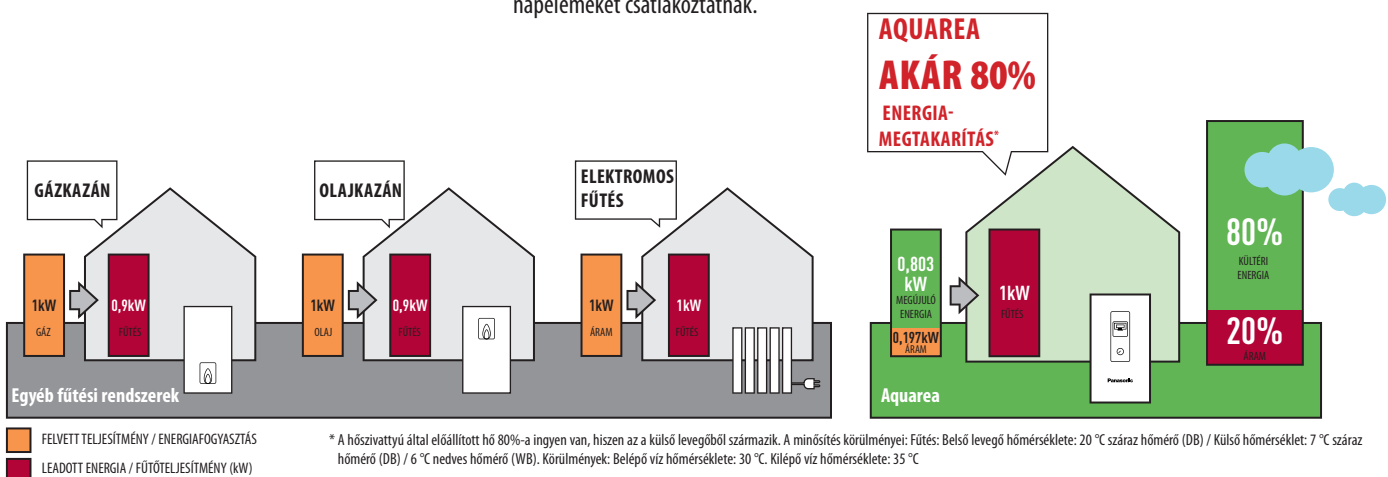 napelemeket csatlakoztatnak.
AQUAREA
AKÁR 80%
ENERGIA-
MEGTAKARÍTÁS*
GÁZKAZÁN
OLAJKAZÁN
ELEKTROMOS
FŰTÉS
1kW
GÁZ
0,9kW
FŰTÉS
1kW
OLAJ
0,9kW
FŰTÉS
1kW
ÁRAM
1kW
FŰTÉS
0,803
kW
MEGÚJULÓ
ENERGIA
0,197kW
ÁRAM
1kW
FŰTÉS
Panasonic
80%
KÜLTÉRI
ENERGIA
20%
ÁRAM
Egyéb fűtési rendszerek
Aquarea
FELVETT TELJESÍTMÉNY / ENERGIAFOGYASZTÁS
LEADOTT ENERGIA / FŰTŐTELJESÍTMÉNY (kW)
* A hőszivattyú által előállított hő 80%-a ingyen van, hiszen az a külső levegőből származik. A minősítés körülményei: Fűtés: Belső levegő hőmérséklete: 20 °C száraz hőmérő (DB) / Külső hőmérséklet: 7 °C száraz
hőmérő (DB) / 6 °C nedves hőmérő (WB). Körülmények: Belépő víz hőmérséklete: 30 °C. Kilépő víz hőmérséklete: 35 °C